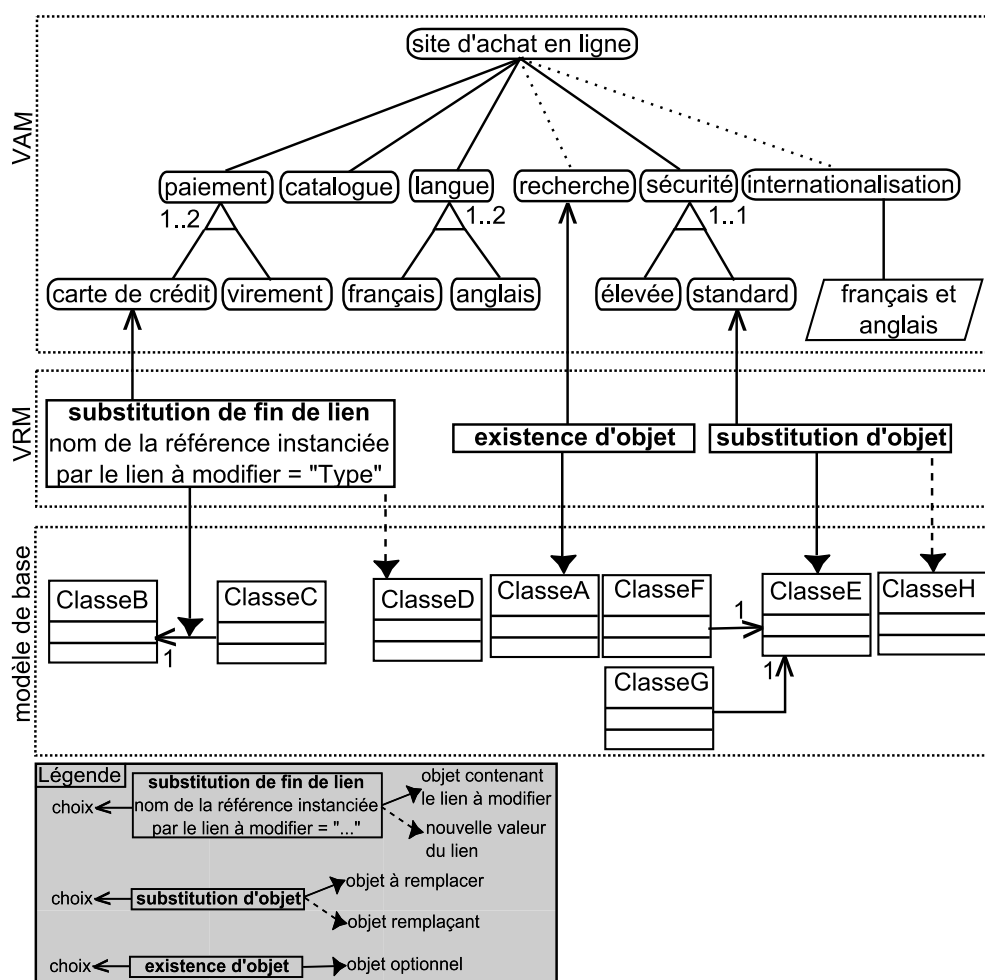 VAM
site d'achat en ligne
paiement
catalogue
langue
recherche
sécurité
internationalisation
1..2
1..2
1..1
carte de crédit
virement
français
anglais
élevée
standard
français et
anglais
VRM
substitution de fin de lien
nom de la référence instanciée
par le lien à modifier = "Type"
existence d'objet
substitution d'objet
modèle de base
ClasseB
ClasseC
ClasseD
ClasseA
ClasseF
ClasseE
ClasseH
1
1
ClasseG
1
Légende
choix
substitution de fin de lien
nom de la référence instanciée
par le lien à modifier = "..."
objet contenant
le lien à modifier
nouvelle valeur
du lien
choix
substitution d'objet
objet à remplacer
objet remplaçant
choix
existence d'objet
objet optionnel